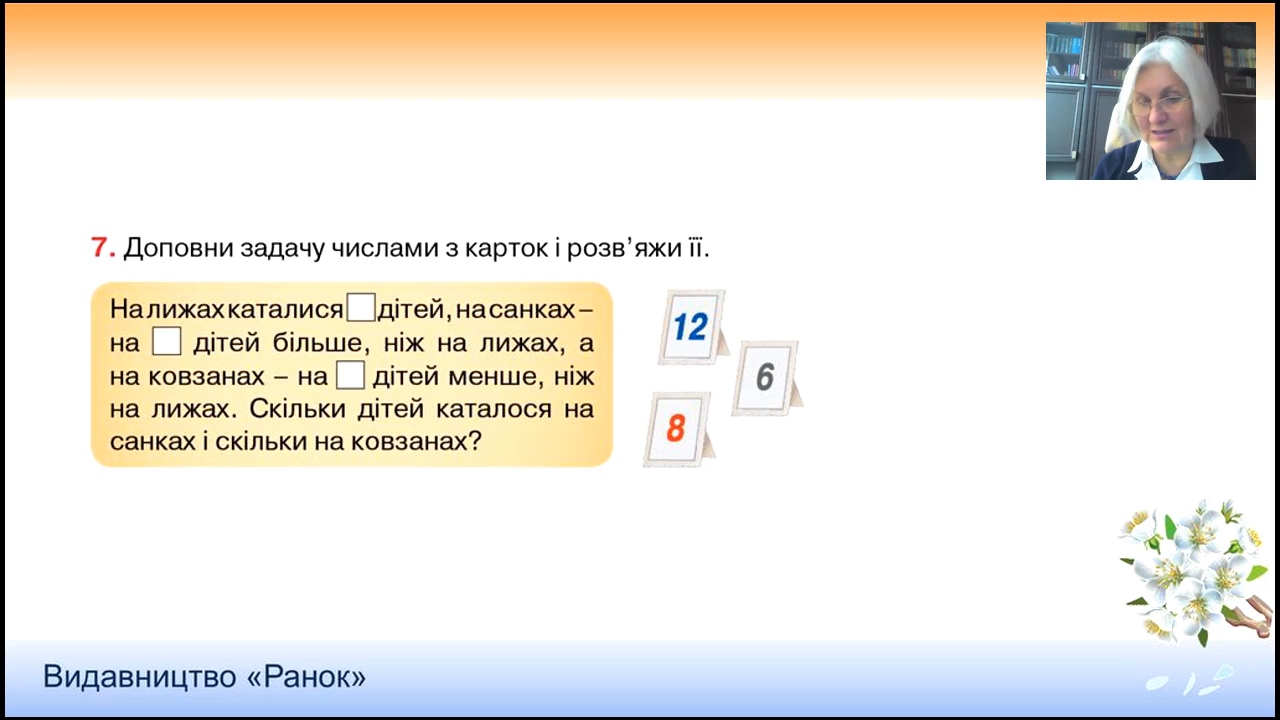 7. Доповни задачу числами з карток і розв’яжи її.
На лижах каталися дітей, на санках –
на дітей більше, ніж на лижах, а
на ковзанах – на дітей менше, ніж
на лижах. Скільки дітей каталося на
санках і скільки на ковзанах?
12
6
8
Видавництво «Ранок»